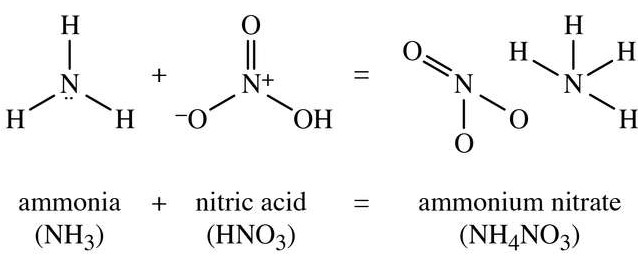 H O H
O H H
N + N+ = N N
H H ⁻O OH O H
O
ammonia + nitric acid = ammonium nitrate
(NH₃) (HNO₃) (NH₄NO₃)